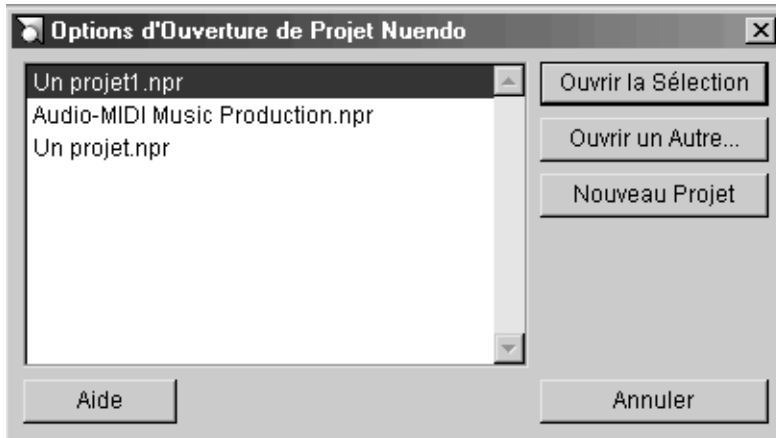 Options d'Ouverture de Projet Nuendo
Un projet1.npr
Audio-MIDI Music Production.npr
Un projet.npr
Ouvrir la Sélection
Ouvrir un Autre...
Nouveau Projet
Aide
Annuler